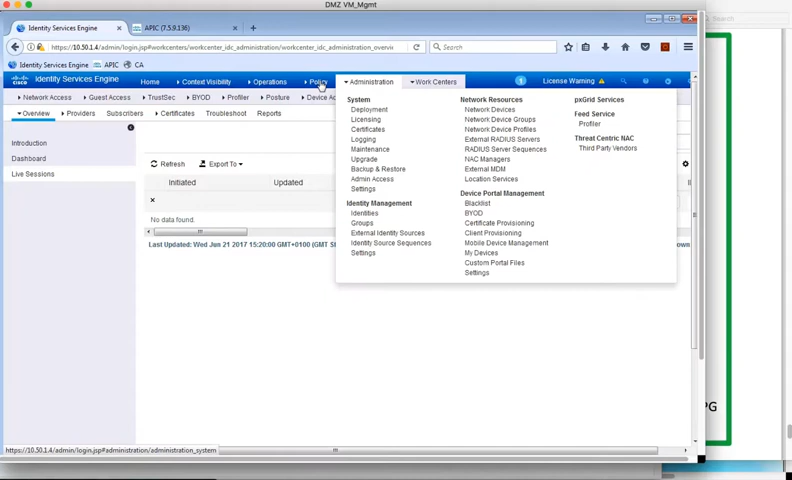 DMZ VM_Mgmt
Identity Services Engine
APIC (7.5.9.136)
https://10.50.1.4/admin/login.jsp#workcenters/workcenter_idc_administration/workcenter_idc_administration_overvie
Search
Search
Identity Services Engine APIC CA
CISCO
Identity Services Engine
Home Context Visibility Operations Policy Administration Work Centers 1 License Warning
Network Access Guest Access TrustSec BYOD Profiler Posture Device Ad
Overview Providers Subscribers Certificates Troubleshoot Reports
Introduction
Dashboard
Live Sessions
Refresh Export To
Initiated Updated
No data found.
Last Updated: Wed Jun 21 2017 15:20:00 GMT+0100 (GMT St
System
Deployment
Licensing
Certificates
Logging
Maintenance
Upgrade
Backup & Restore
Admin Access
Settings
Identity Management
Identities
Groups
External Identity Sources
Identity Source Sequences
Settings
Network Resources
Network Devices
Network Device Groups
Network Device Profiles
External RADIUS Servers
RADIUS Server Sequences
NAC Managers
External MDM
Location Services
Device Portal Management
Blacklist
BYOD
Certificate Provisioning
Client Provisioning
Mobile Device Management
My Devices
Custom Portal Files
Settings
pxGrid Services
Feed Service
Profiler
Threat Centric NAC
Third Party Vendors
own
PG
https://10.50.1.4/admin/login.jsp#administration/administration_system